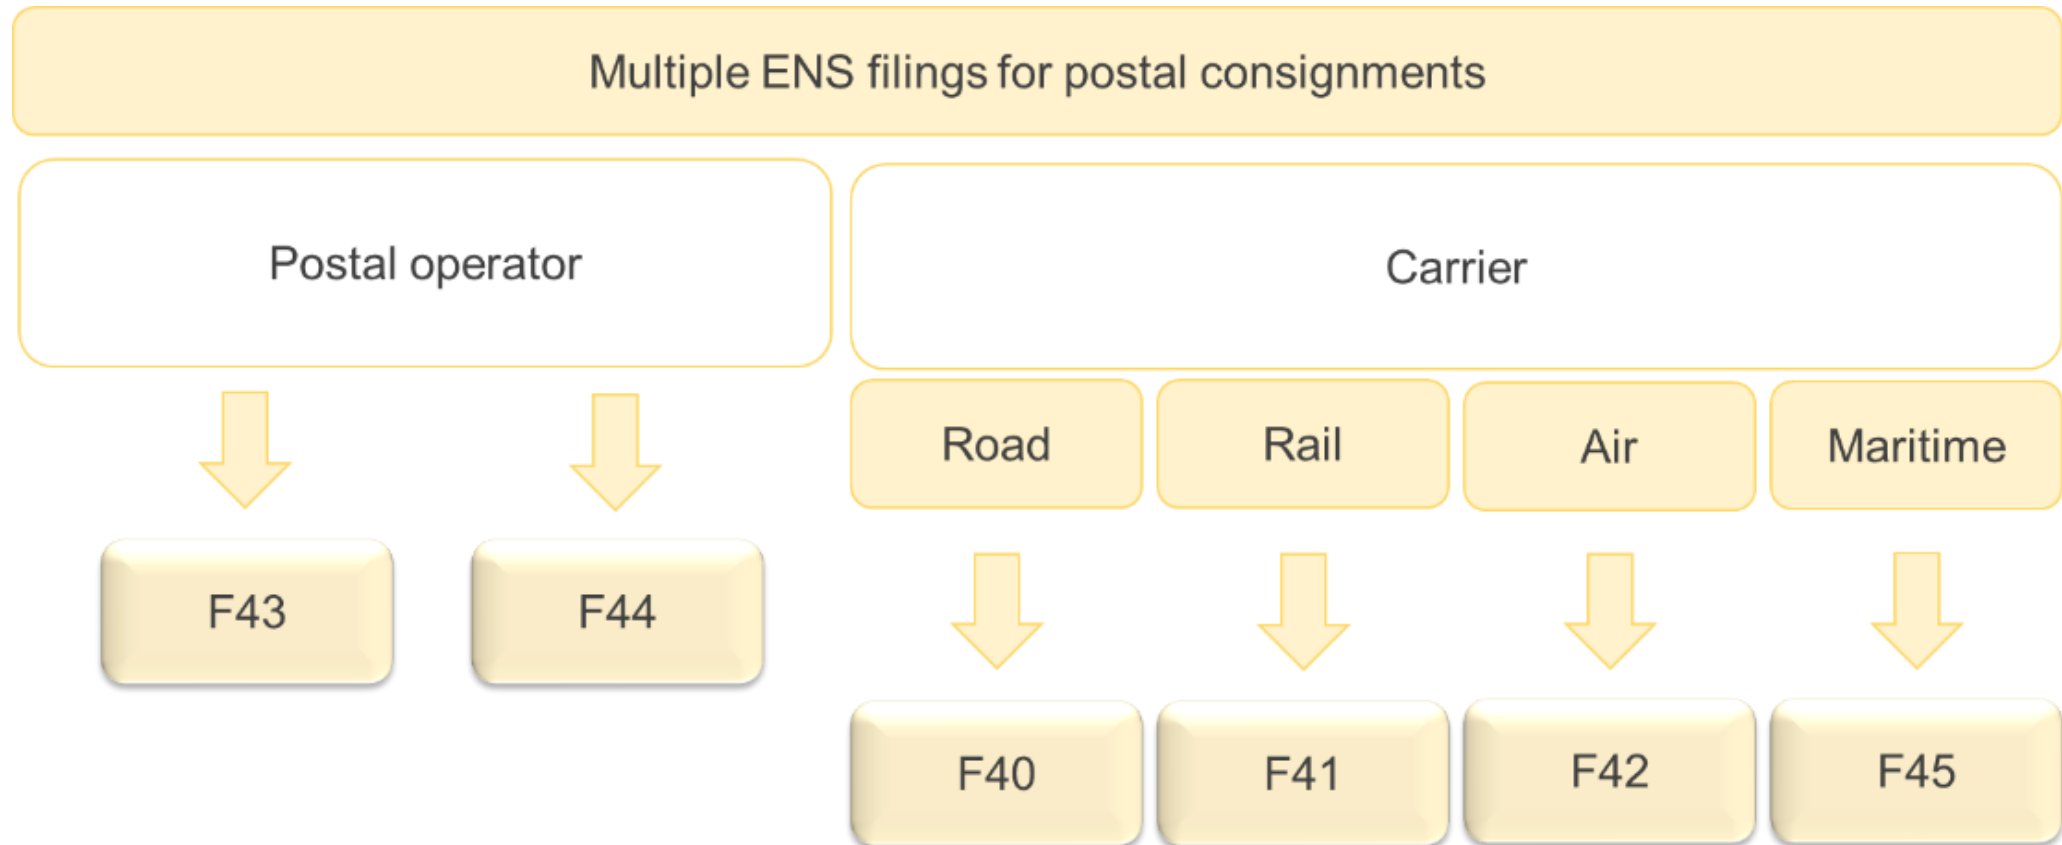 Multiple ENS filings for postal consignments
Postal operator
Carrier
Road
Rail
Air
Maritime
F43
F44
F40
F41
F42
F45